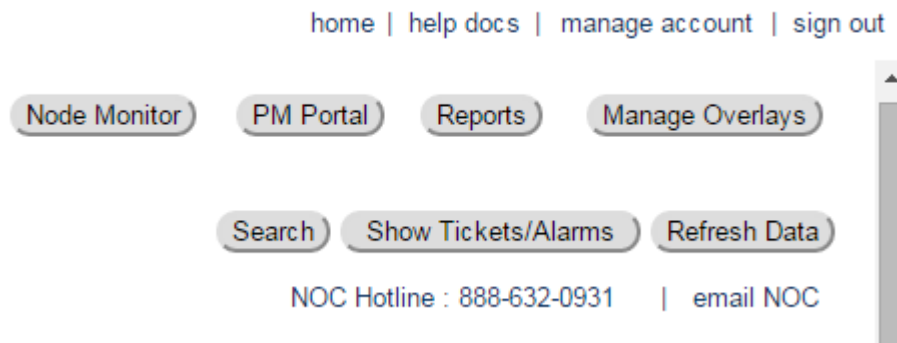 home | help docs | manage account | sign out
Node Monitor PM Portal Reports Manage Overlays
Search Show Tickets/Alarms Refresh Data
NOC Hotline : 888-632-0931 | email NOC